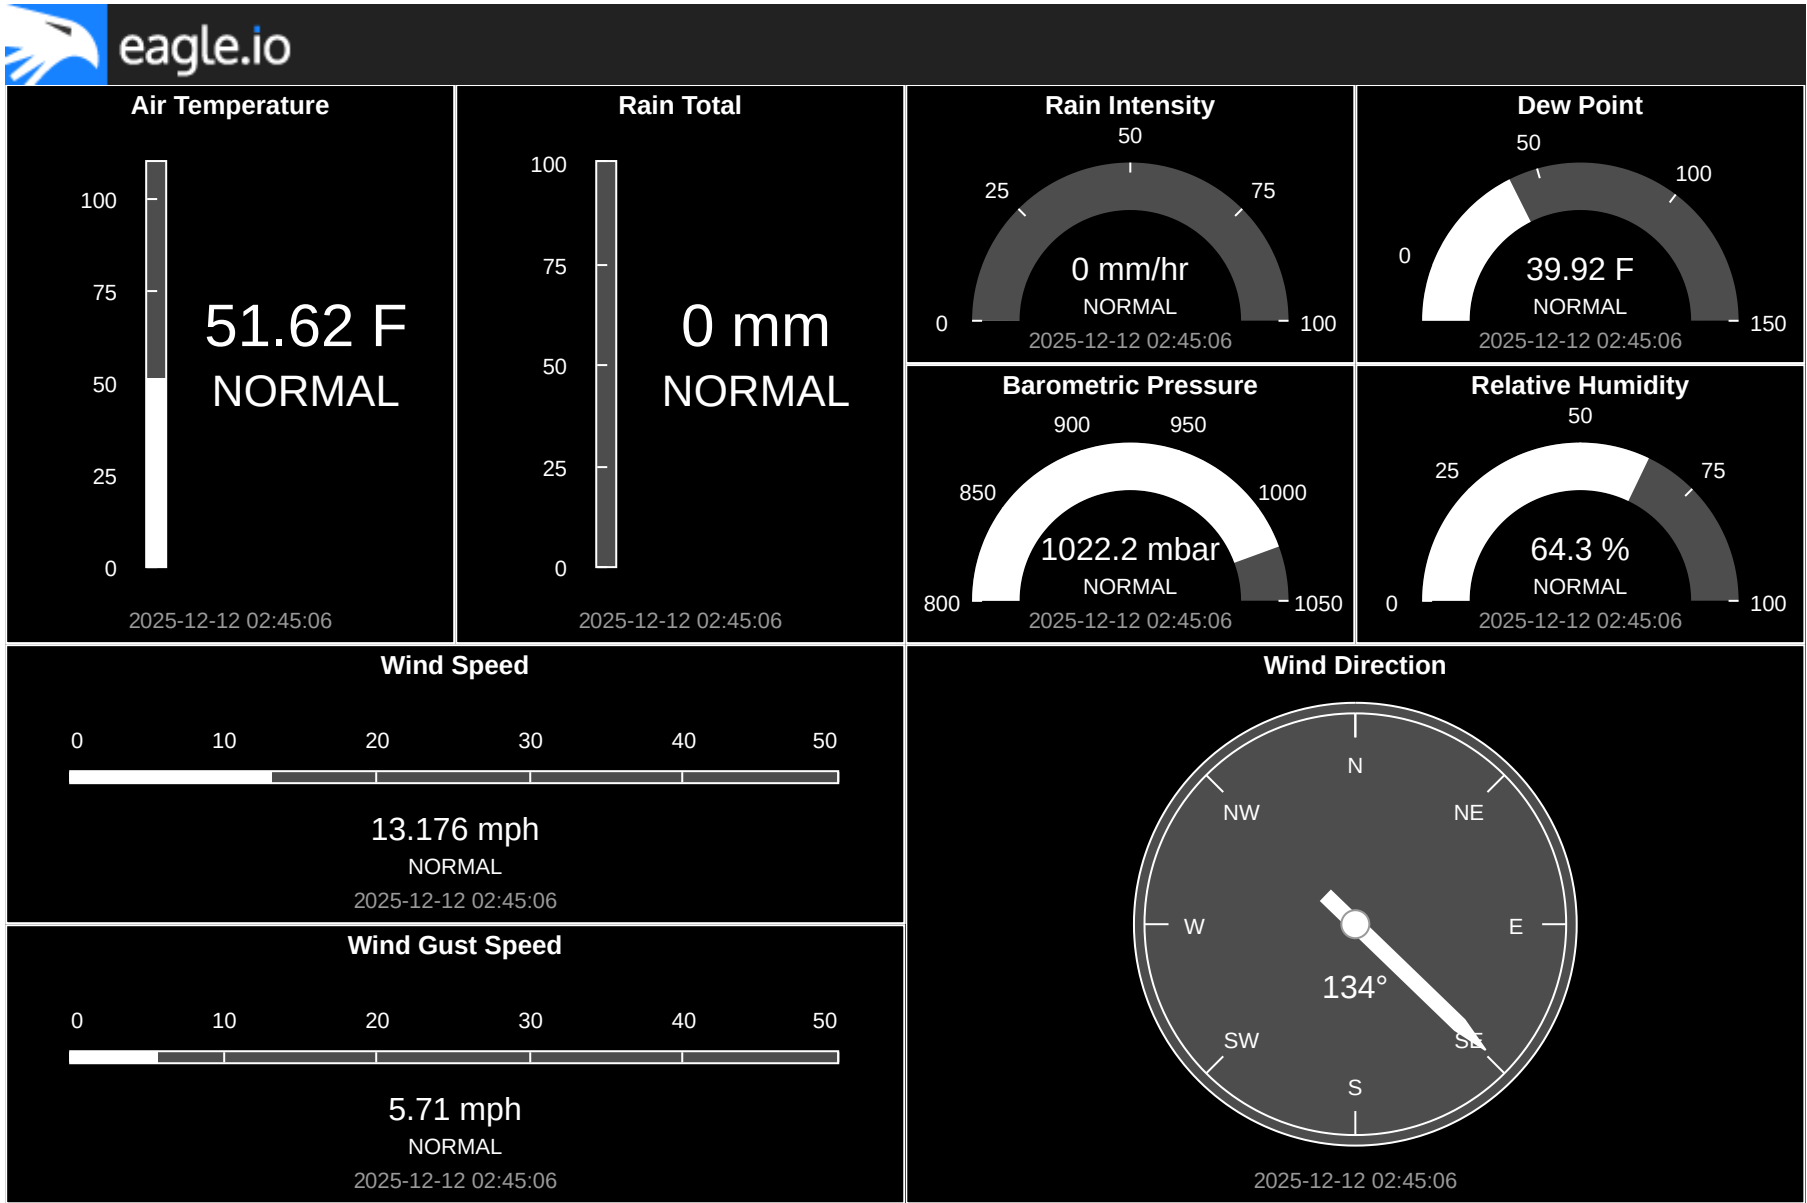 eagle.io
Air Temperature
100
75
50
25
0
51.62 F
NORMAL
2025-12-12 02:45:06
Rain Total
100
75
50
25
0
0 mm
NORMAL
2025-12-12 02:45:06
Rain Intensity
0
25
50
75
100
0 mm/hr
NORMAL
2025-12-12 02:45:06
Dew Point
0
50
100
150
39.92 F
NORMAL
2025-12-12 02:45:06
Barometric Pressure
800
850
900
950
1000
1050
1022.2 mbar
NORMAL
2025-12-12 02:45:06
Relative Humidity
0
25
50
75
100
64.3 %
NORMAL
2025-12-12 02:45:06
Wind Speed
0 10 20 30 40 50
13.176 mph
NORMAL
2025-12-12 02:45:06
Wind Gust Speed
0 10 20 30 40 50
5.71 mph
NORMAL
2025-12-12 02:45:06
Wind Direction
N
NW NE
W E
134°
SW SE
S
2025-12-12 02:45:06